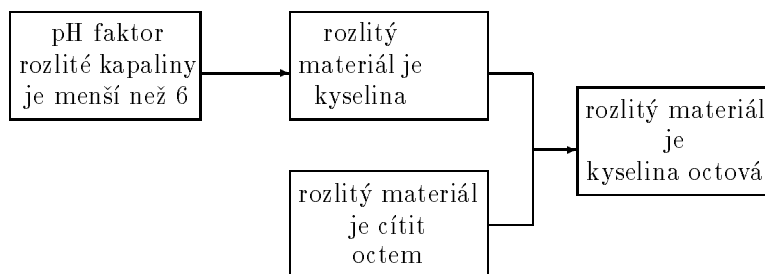 pH faktor
rozlité kapaliny
je menší než 6
rozlitý
materiál je
kyselina
rozlitý materiál
je cítit
octem
rozlitý materiál
je
kyselina octová